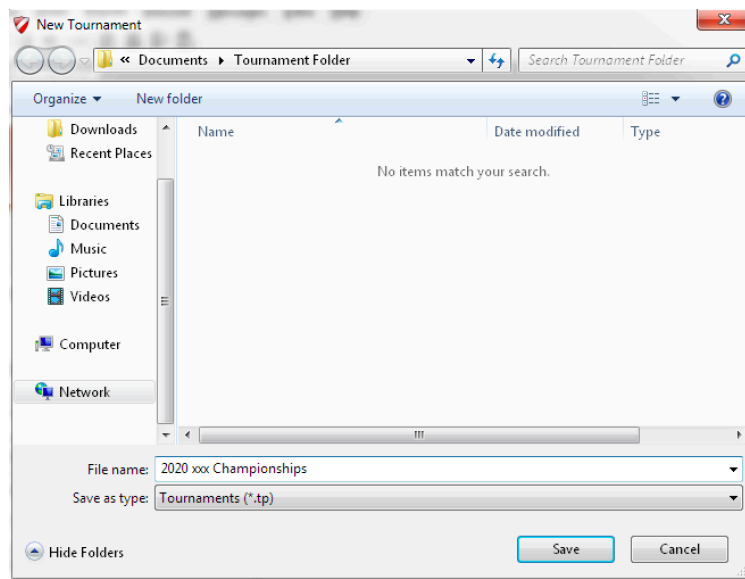 New Tournament
« Documents ▸ Tournament Folder
Search Tournament Folder
Organize
New folder
Name
Date modified
Type
No items match your search.
Downloads
Recent Places
Libraries
Documents
Music
Pictures
Videos
Computer
Network
File name: 2020 xxx Championships
Save as type: Tournaments (*.tp)
Hide Folders
Save
Cancel